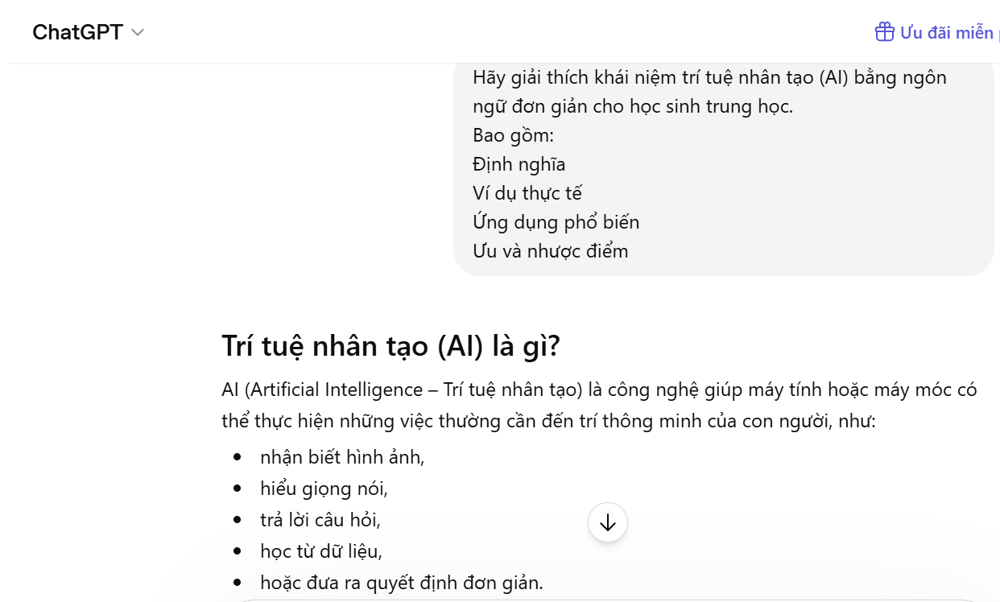 ChatGPT
Ưu đãi miễn
Hãy giải thích khái niệm trí tuệ nhân tạo (AI) bằng ngôn
ngữ đơn giản cho học sinh trung học.
Bao gồm:
Định nghĩa
Ví dụ thực tế
Ứng dụng phổ biến
Ưu và nhược điểm
Trí tuệ nhân tạo (AI) là gì?
AI (Artificial Intelligence – Trí tuệ nhân tạo) là công nghệ giúp máy tính hoặc máy móc có
thể thực hiện những việc thường cần đến trí thông minh của con người, như:
nhận biết hình ảnh,
hiểu giọng nói,
trả lời câu hỏi,
học từ dữ liệu,
hoặc đưa ra quyết định đơn giản.